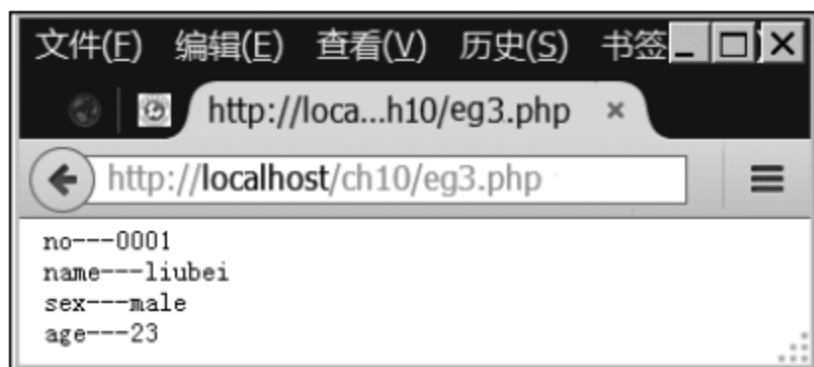 文件(F) 编辑(E) 查看(V) 历史(S) 书签
http://loca...h10/eg3.php ×
http://localhost/ch10/eg3.php
no---0001
name---liubei
sex---male
age---23